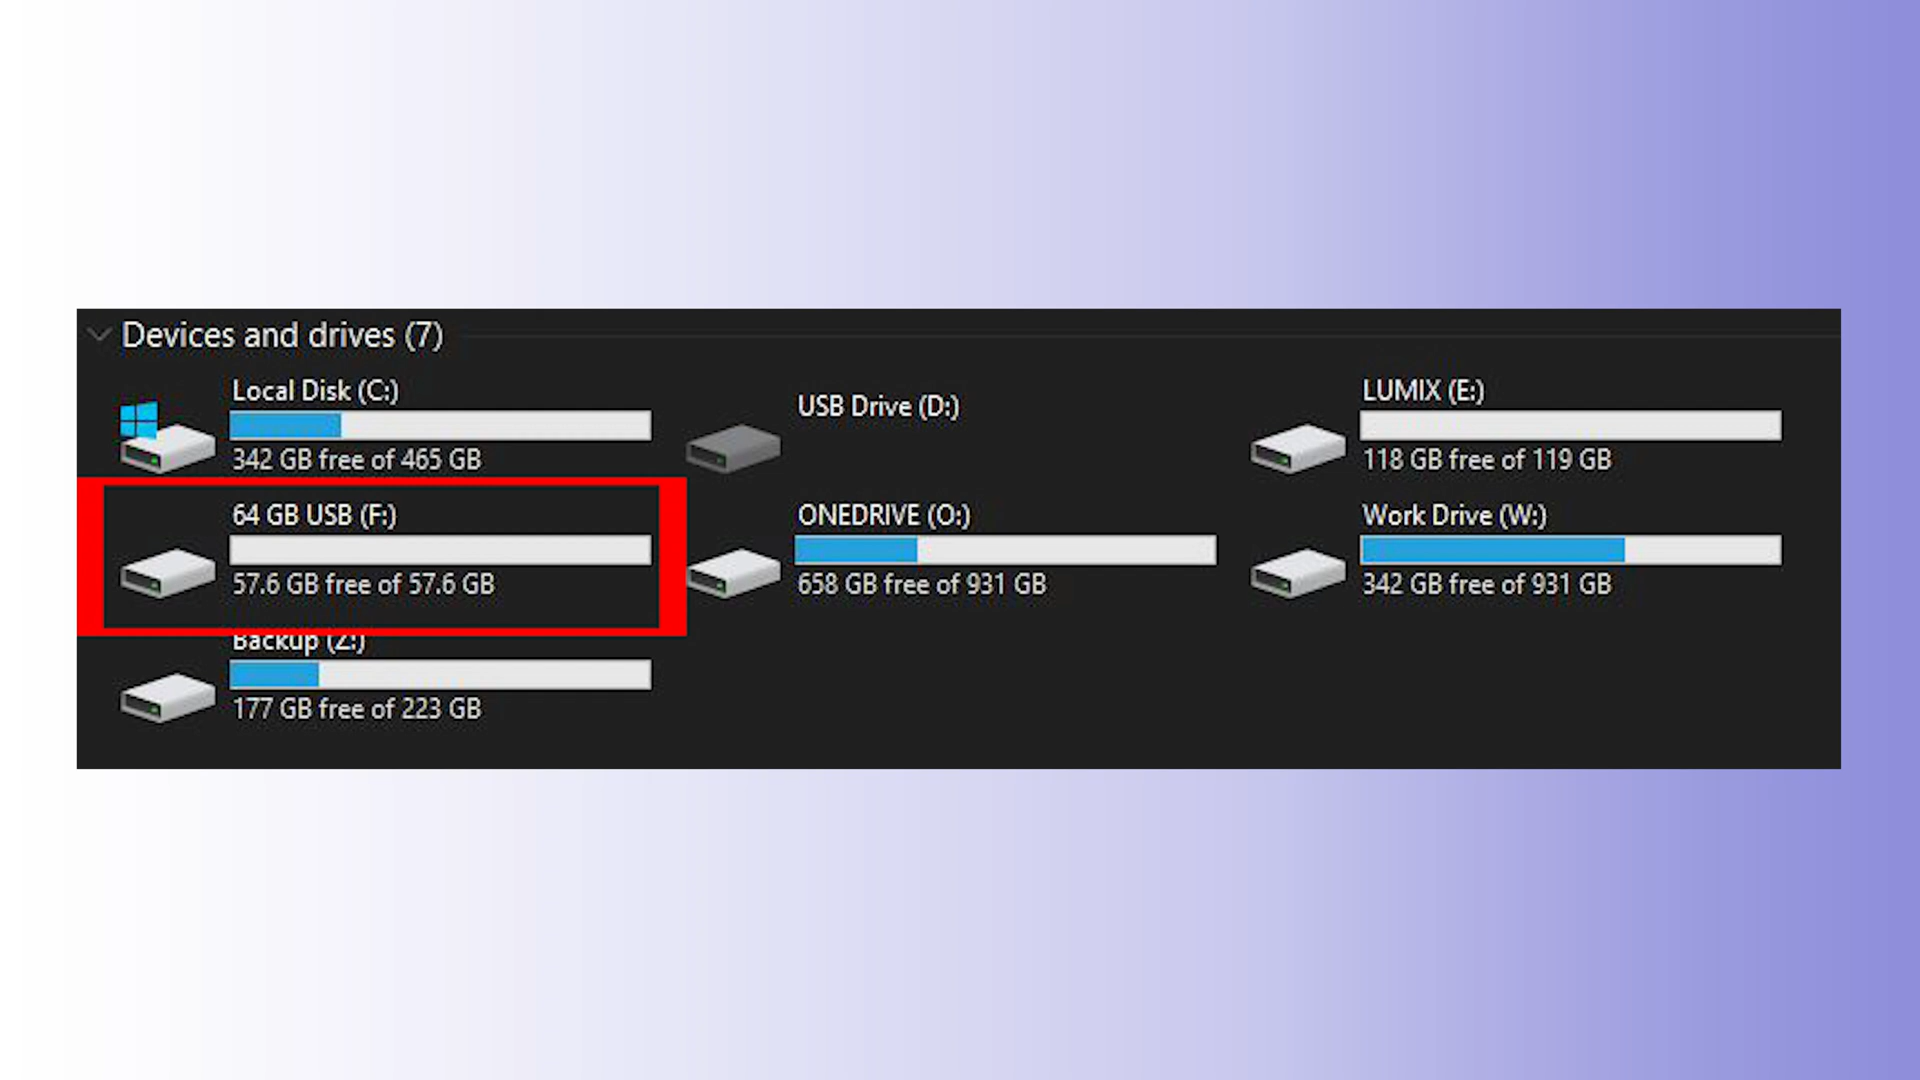 Devices and drives (7)
Local Disk (C:)
342 GB free of 465 GB
USB Drive (D:)
LUMIX (E:)
118 GB free of 119 GB
64 GB USB (F:)
57.6 GB free of 57.6 GB
ONEDRIVE (O:)
658 GB free of 931 GB
Work Drive (W:)
342 GB free of 931 GB
Backup (Z:)
177 GB free of 223 GB